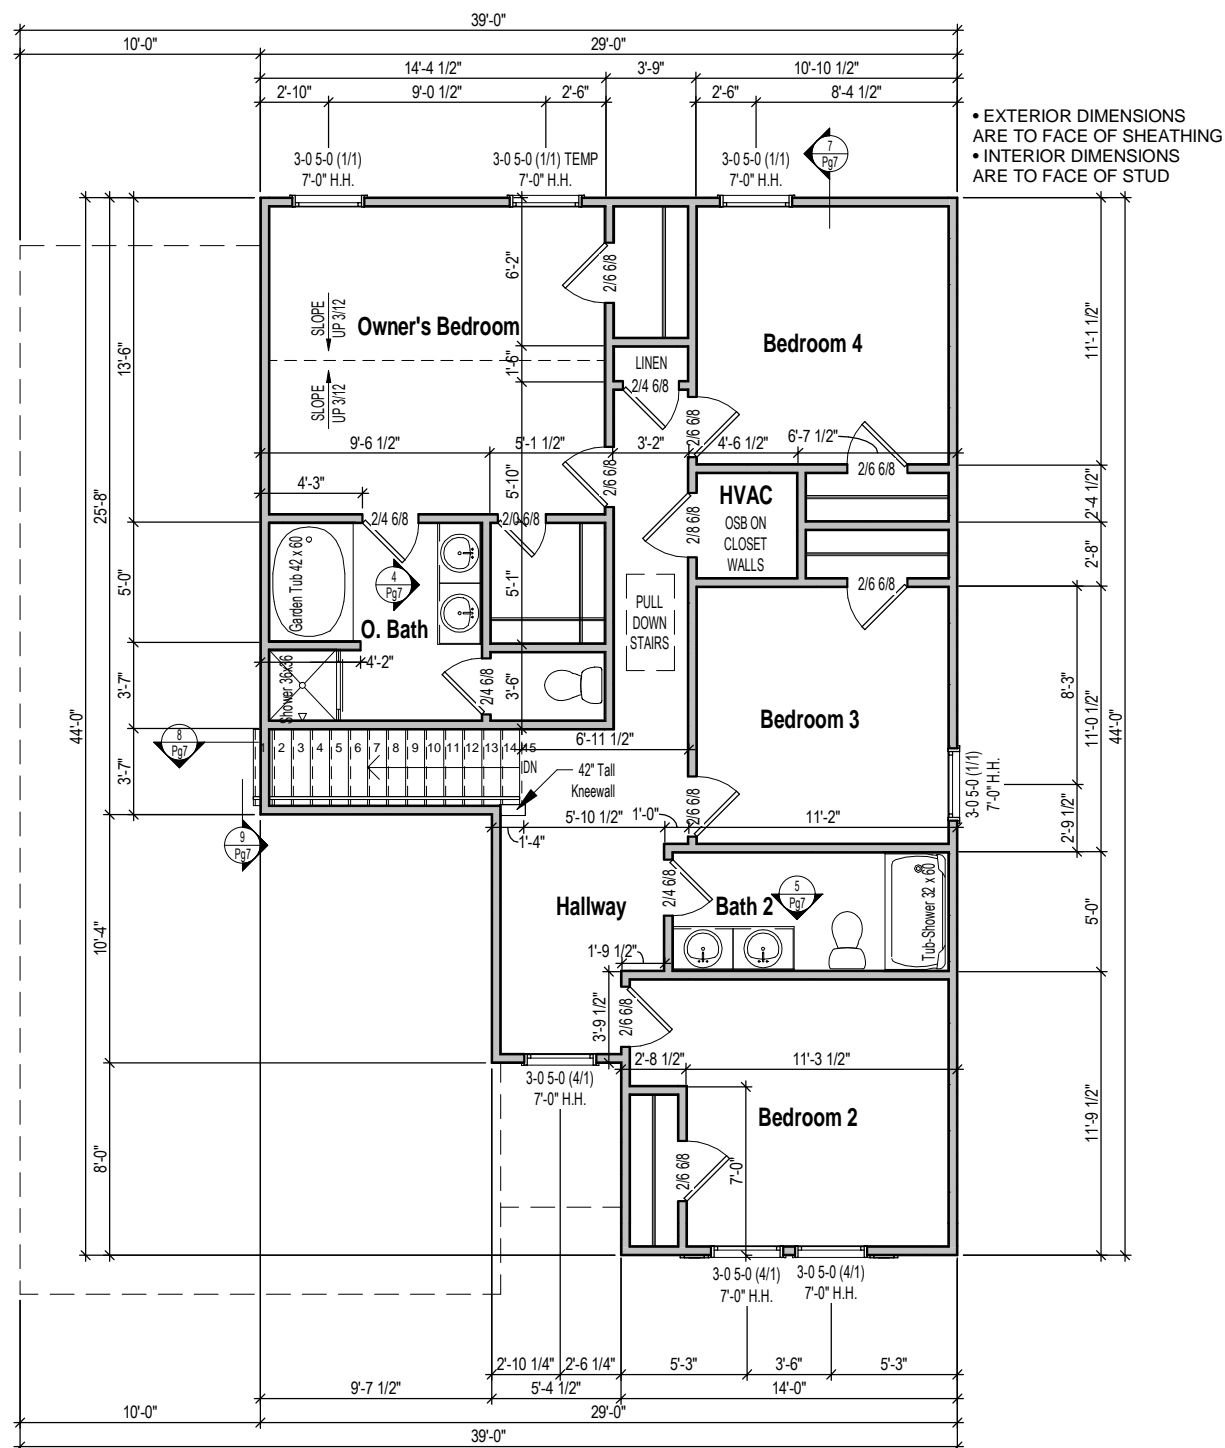 39'-0"
10'-0"
29'-0"
14'-4 1/2"
3'-9"
10'-10 1/2"
2'-10"
9'-0 1/2"
2'-6"
2'-6"
8'-4 1/2"
• EXTERIOR DIMENSIONS
ARE TO FACE OF SHEATHING
• INTERIOR DIMENSIONS
ARE TO FACE OF STUD
3-0 5-0 (1/1)
7'-0" H.H.
3-0 5-0 (1/1) TEMP
7'-0" H.H.
3-0 5-0 (1/1)
7'-0" H.H.
7
Pg7
6'-2"
2/6 6/8
SLOPE
UP 3/12
Owner's Bedroom
Bedroom 4
11'-1 1/2"
13'-6"
SLOPE
UP 3/12
1'-6"
LINEN
2/4 6/8
2/6 6/8
9'-6 1/2"
5'-1 1/2"
3'-2"
4'-6 1/2"
6'-7 1/2"
2/6 6/8
5'-10"
2/6 6/8
4'-3"
HVAC
OSB ON
CLOSET
WALLS
2/8 6/8
2'-4 1/2"
25'-8"
2/4 6/8
2/0 6/8
2'-8"
Garden Tub 42 x 60
4
Pg7
5'-1"
2/6 6/8
5'-0"
PULL
DOWN
STAIRS
O. Bath
4'-2"
Shower 36x36
2/4 6/8
3'-6"
3'-7"
8'-3"
11'-0 1/2"
44'-0"
44'-0"
Bedroom 3
8
Pg7
1 2 3 4 5 6 7 8 9 10 11 12 13 14 15
6'-11 1/2"
DN
3'-7"
42" Tall
Kneewall
2/6 6/8
3-0 5-0 (1/1)
7'-0" H.H.
2'-9 1/2"
9
Pg7
1'-4"
5'-10 1/2"
1'-0"
11'-2"
2/4 6/8
5
Pg7
Hallway
Bath 2
Tub-Shower 32 x 60
5'-0"
10'-4"
1'-9 1/2"
3'-9 1/2"
2/6 6/8
2'-8 1/2"
11'-3 1/2"
3-0 5-0 (4/1)
7'-0" H.H.
Bedroom 2
11'-9 1/2"
8'-0"
2/6 6/8
7'-0"
3-0 5-0 (4/1)
7'-0" H.H.
3-0 5-0 (4/1)
7'-0" H.H.
2'-10 1/4"
2'-6 1/4"
5'-3"
3'-6"
5'-3"
9'-7 1/2"
5'-4 1/2"
14'-0"
10'-0"
29'-0"
39'-0"